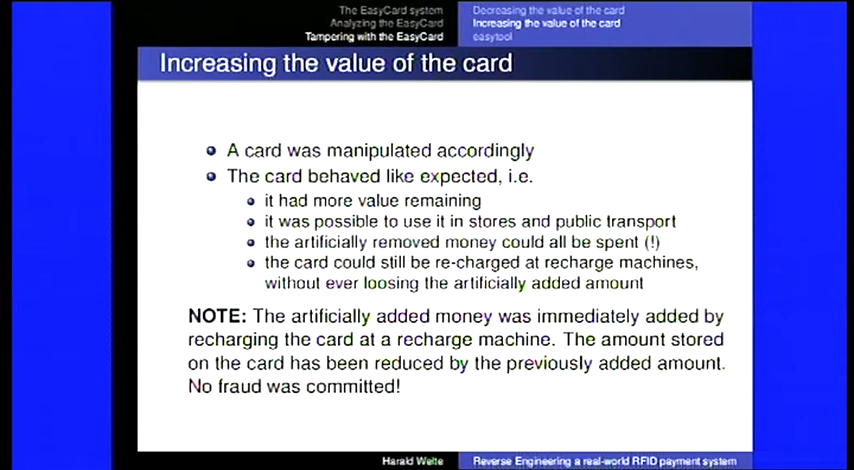 The EasyCard system
Analyzing the EasyCard
Tampering with the EasyCard
Decreasing the value of the card
Increasing the value of the card
easytool
Increasing the value of the card
A card was manipulated accordingly
The card behaved like expected, i.e.
it had more value remaining
it was possible to use it in stores and public transport
the artificially removed money could all be spent (!)
the card could still be re-charged at recharge machines,
without ever loosing the artificially added amount
NOTE: The artificially added money was immediately added by
recharging the card at a recharge machine. The amount stored
on the card has been reduced by the previously added amount.
No fraud was committed!
Harald Welte
Reverse Engineering a real-world RFID payment system